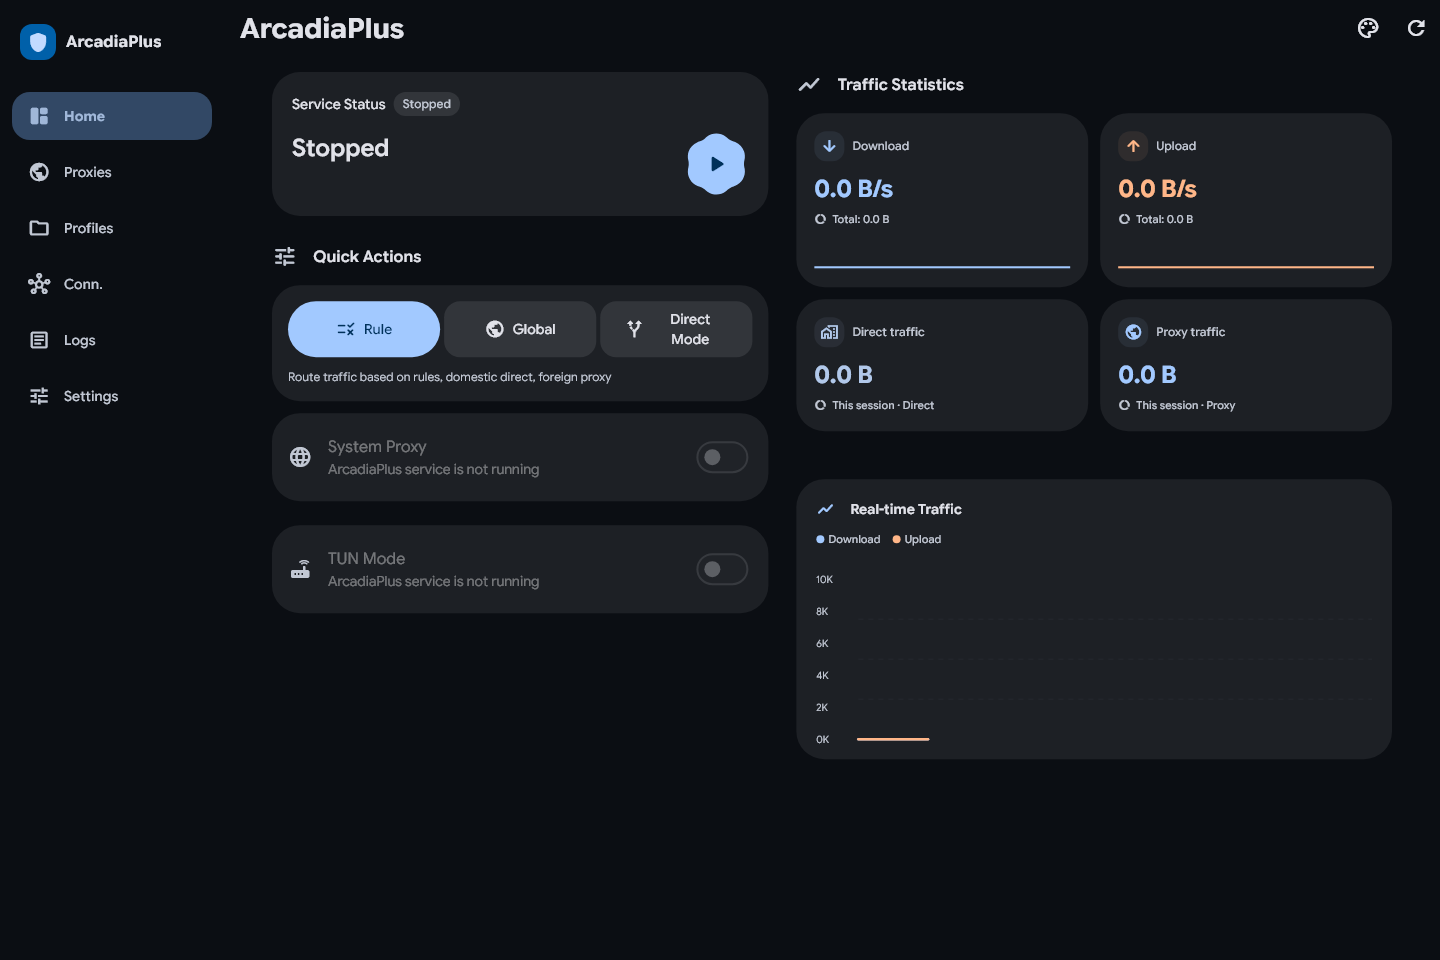 ArcadiaPlus
Home
Proxies
Profiles
Conn.
Logs
Settings
ArcadiaPlus
Service Status
Stopped
Stopped
Quick Actions
Rule
Global
Direct
Mode
Route traffic based on rules, domestic direct, foreign proxy
System Proxy
ArcadiaPlus service is not running
TUN Mode
ArcadiaPlus service is not running
Traffic Statistics
Download
0.0 B/s
Total: 0.0 B
Upload
0.0 B/s
Total: 0.0 B
Direct traffic
0.0 B
This session · Direct
Proxy traffic
0.0 B
This session · Proxy
Real-time Traffic
Download
Upload
10K
8K
6K
4K
2K
0K